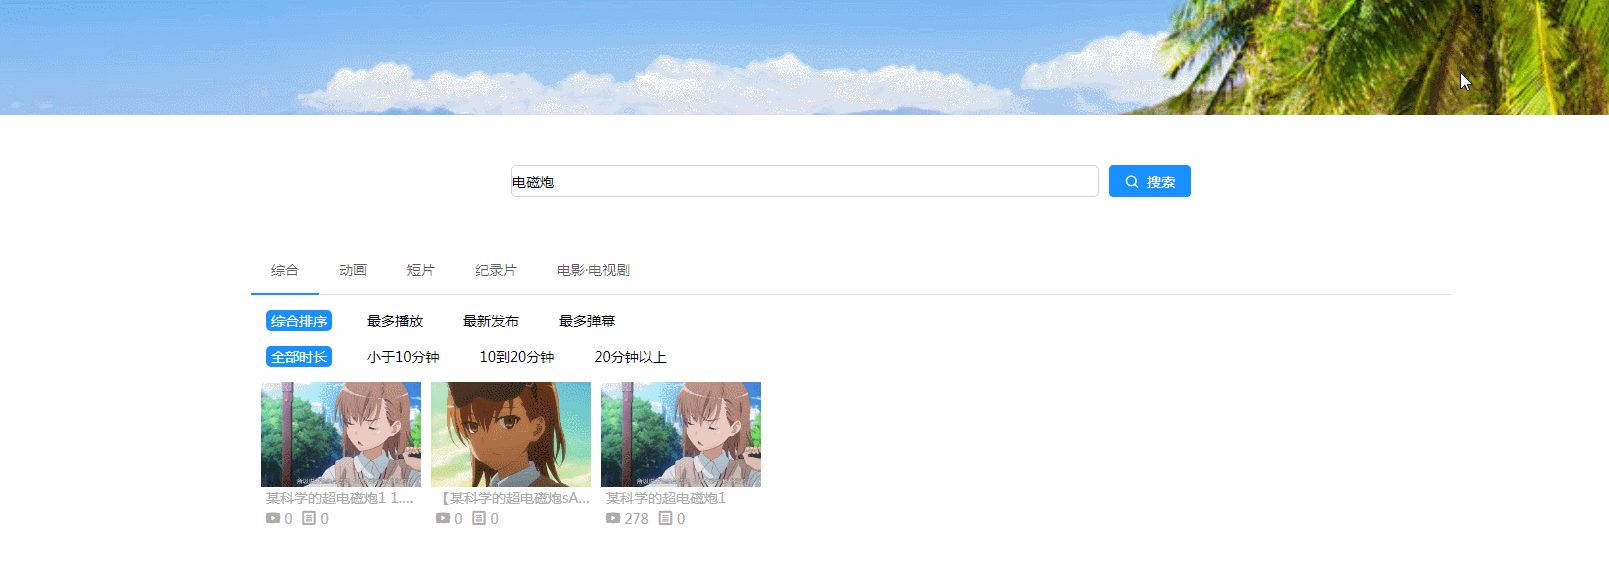 电磁炮
搜索
综合 动画 短片 纪录片 电影·电视剧
综合排序 最多播放 最新发布 最多弹幕
全部时长 小于10分钟 10到20分钟 20分钟以上
某科学的超电磁炮1 1.... 【某科学的超电磁炮sA... 某科学的超电磁炮1
0 0 0 0 278 0